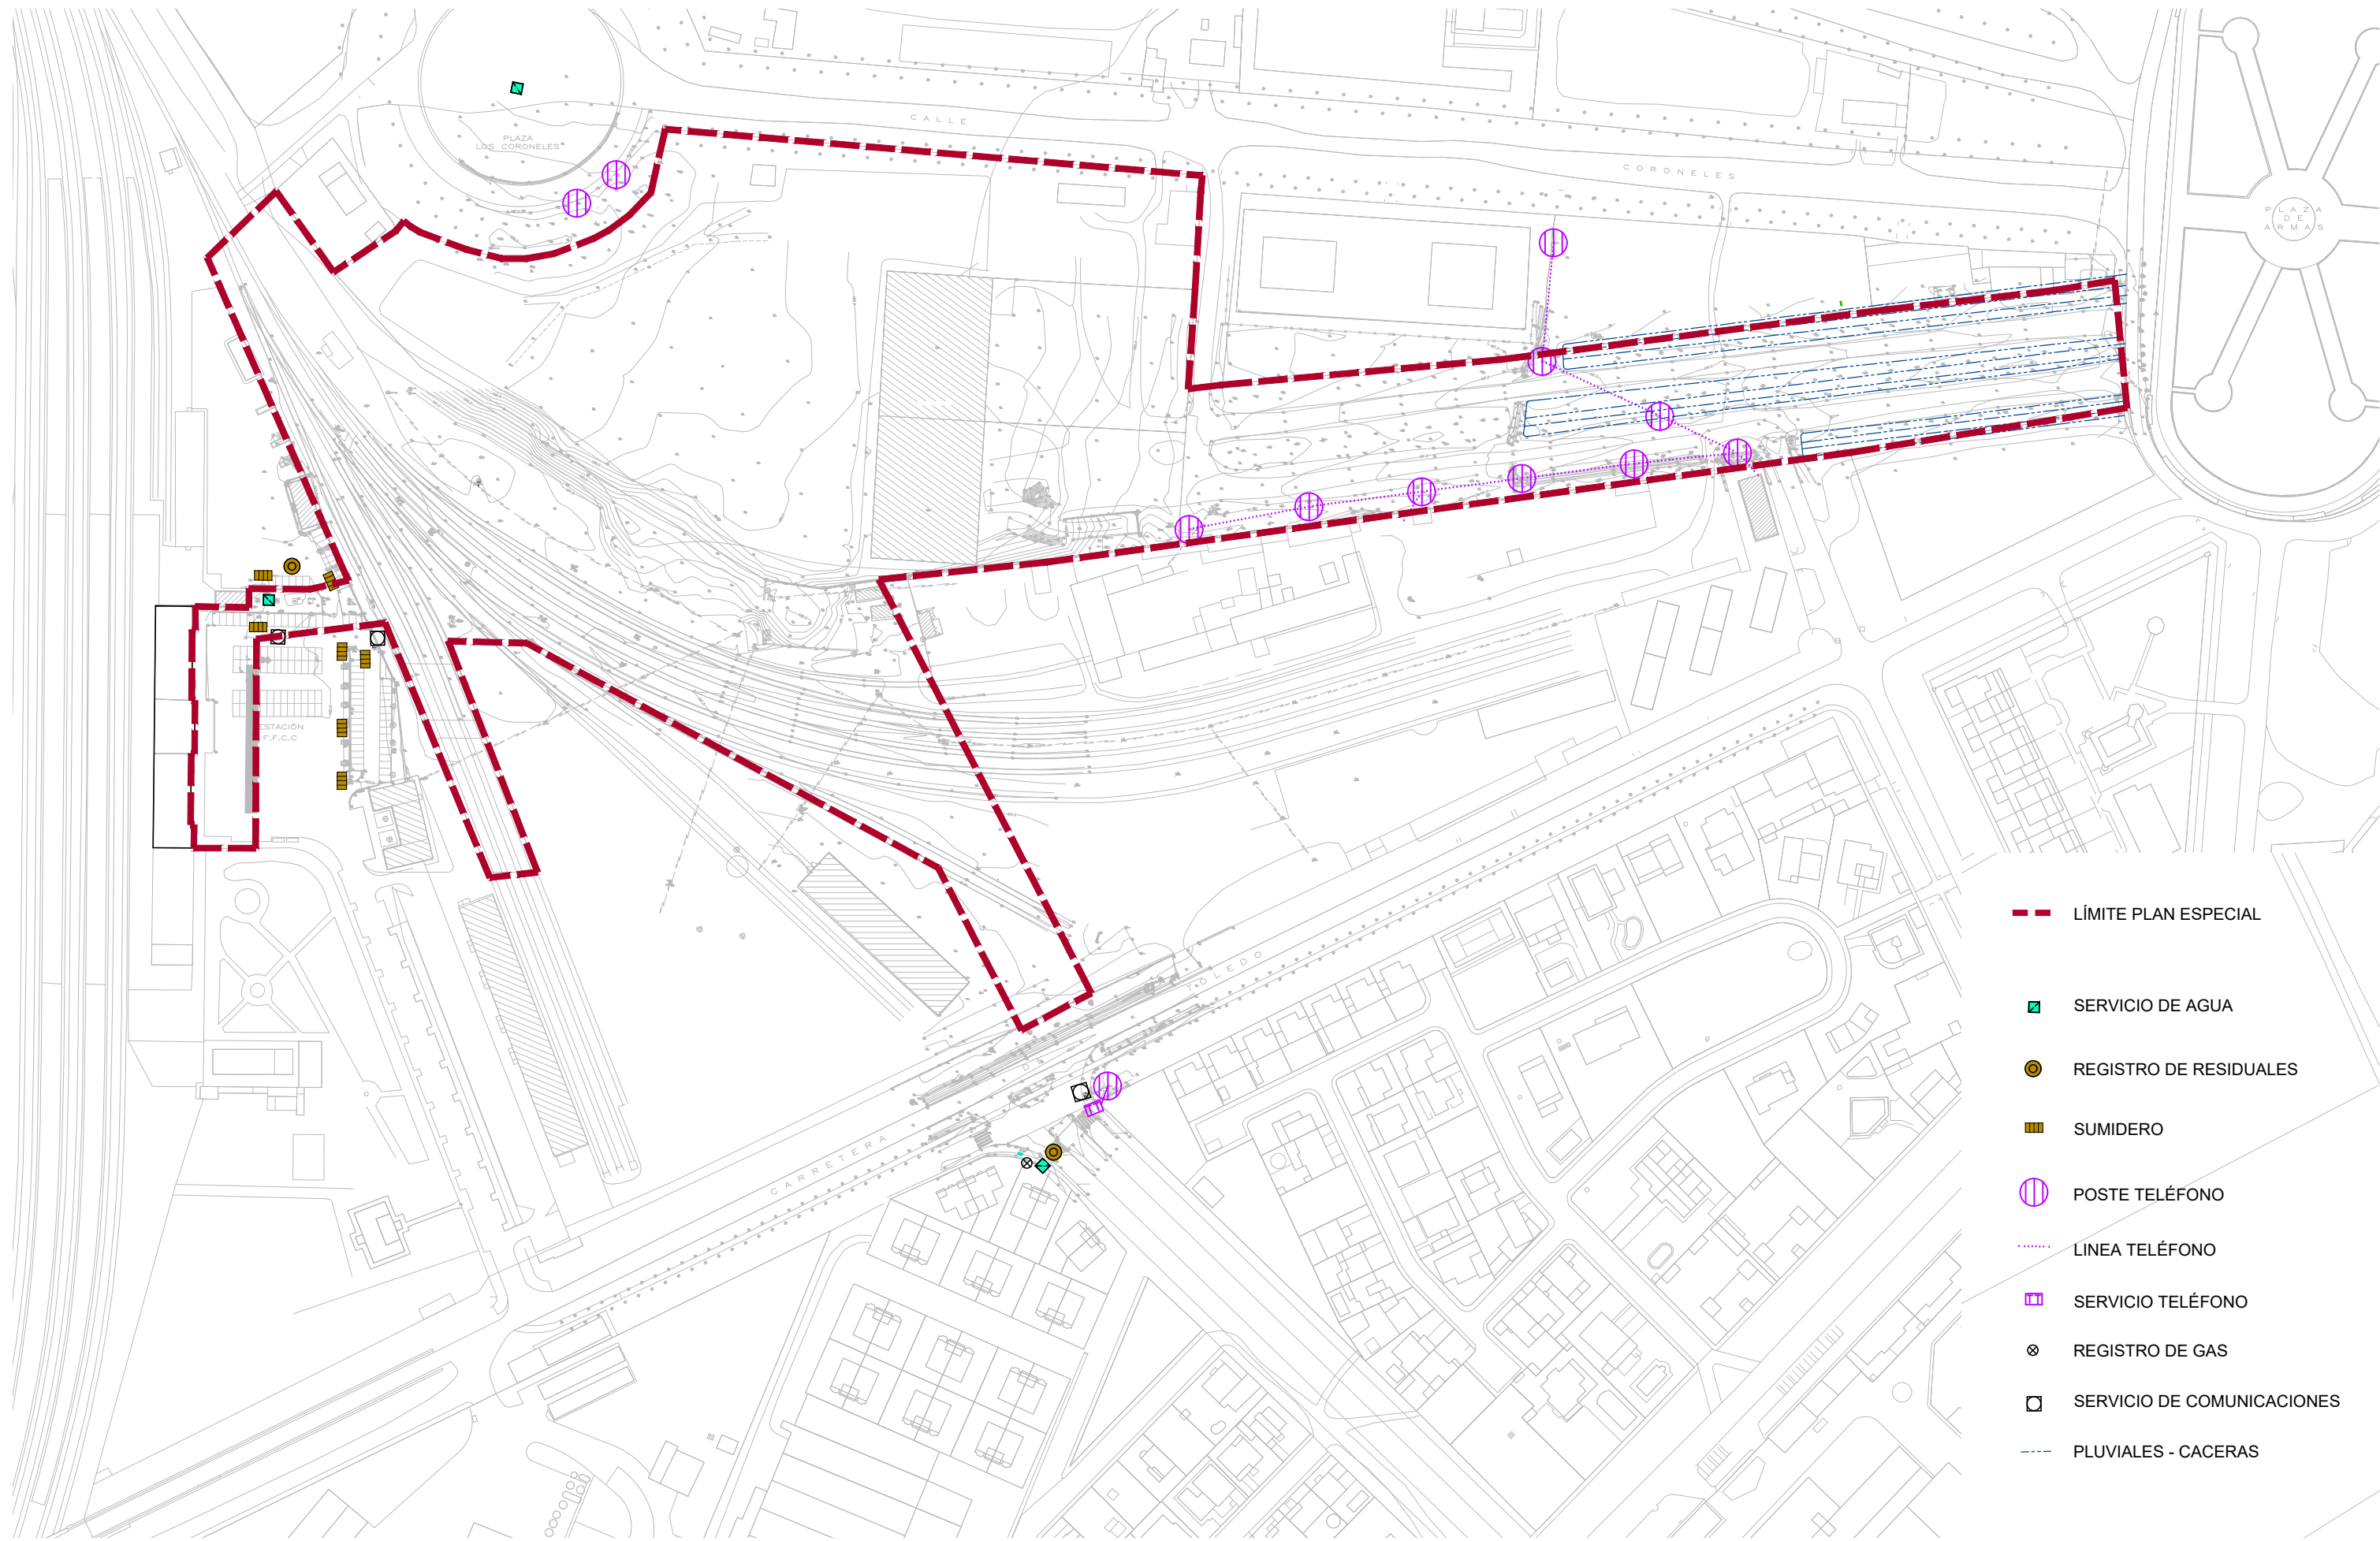 CALLE
PLAZA
LOS CORONELES
CORONELES
PLAZA
DE
ARMAS
ESTACIÓN
F.F.C.C
TOLEDO
CARRETERA
LÍMITE PLAN ESPECIAL
SERVICIO DE AGUA
REGISTRO DE RESIDUALES
SUMIDERO
POSTE TELÉFONO
LINEA TELÉFONO
SERVICIO TELÉFONO
REGISTRO DE GAS
SERVICIO DE COMUNICACIONES
PLUVIALES - CACERAS